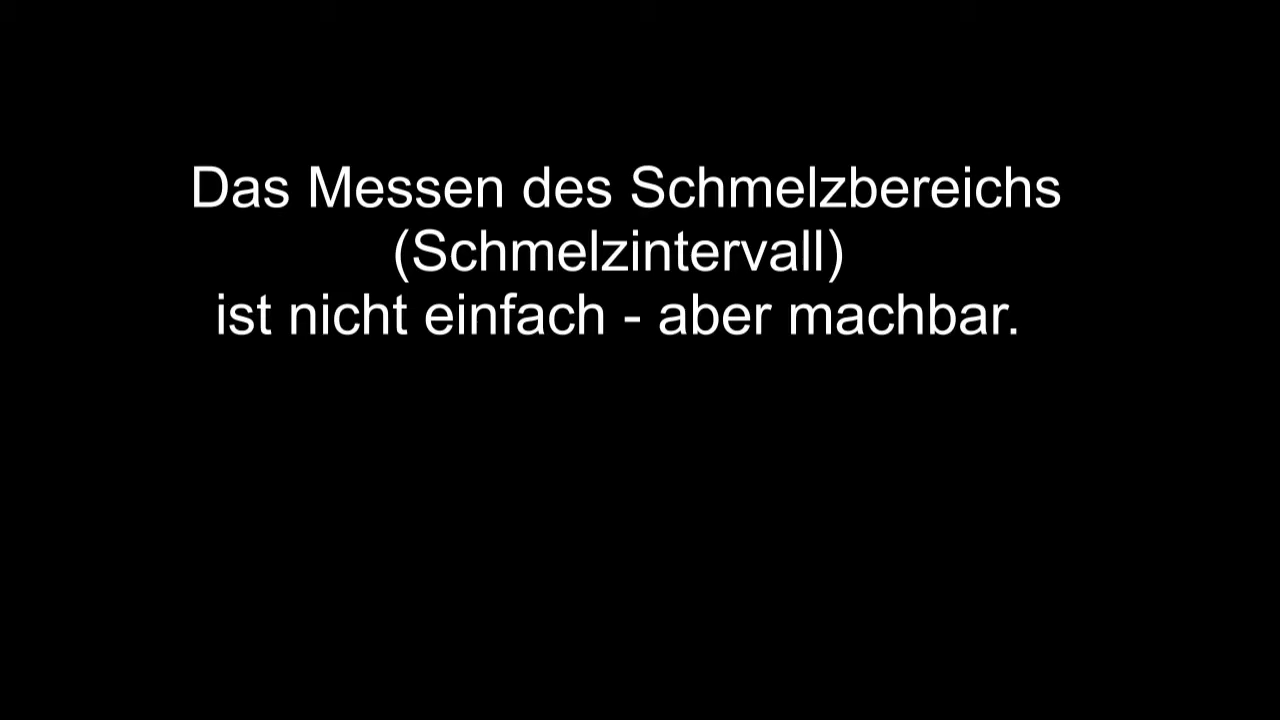 Das Messen des Schmelzbereichs
(Schmelzintervall)
ist nicht einfach - aber machbar.